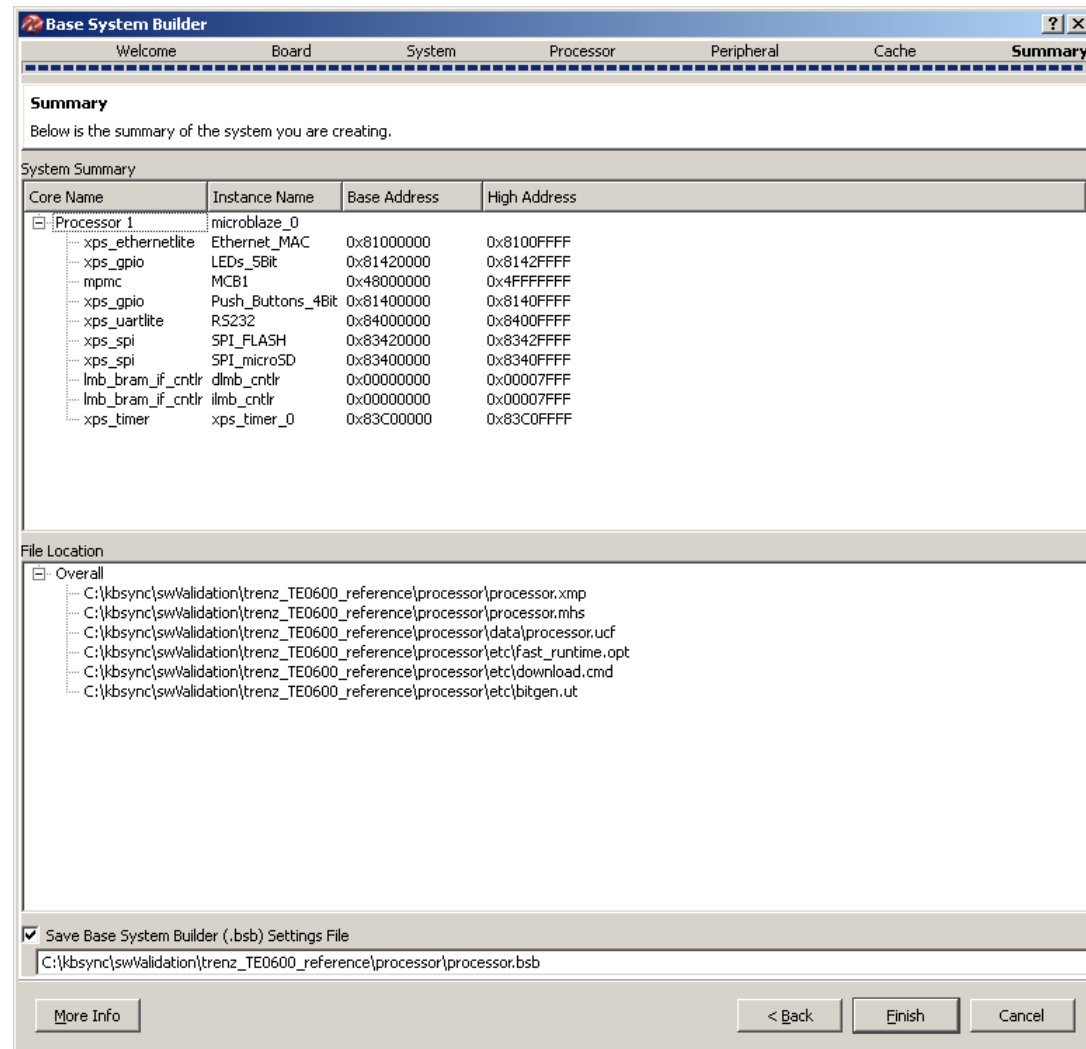 Base System Builder
Welcome Board System Processor Peripheral Cache Summary
Summary
Below is the summary of the system you are creating.
System Summary
Core Name Instance Name Base Address High Address
Processor 1 microblaze_0
xps_ethernetlite Ethernet_MAC 0x81000000 0x8100FFFF
xps_gpio LEDs_5Bit 0x81420000 0x8142FFFF
mpmc MCB1 0x48000000 0x4FFFFFFF
xps_gpio Push_Buttons_4Bit 0x81400000 0x8140FFFF
xps_uartlite RS232 0x84000000 0x8400FFFF
xps_spi SPI_FLASH 0x83420000 0x8342FFFF
xps_spi SPI_microSD 0x83400000 0x8340FFFF
lmb_bram_if_cntlr dlmb_cntlr 0x00000000 0x00007FFF
lmb_bram_if_cntlr ilmb_cntlr 0x00000000 0x00007FFF
xps_timer xps_timer_0 0x83C00000 0x83C0FFFF
File Location
Overall
C:\kbsync\swValidation\trenz_TE0600_reference\processor\processor.xmp
C:\kbsync\swValidation\trenz_TE0600_reference\processor\processor.mhs
C:\kbsync\swValidation\trenz_TE0600_reference\processor\data\processor.ucf
C:\kbsync\swValidation\trenz_TE0600_reference\processor\etc\fast_runtime.opt
C:\kbsync\swValidation\trenz_TE0600_reference\processor\etc\download.cmd
C:\kbsync\swValidation\trenz_TE0600_reference\processor\etc\bitgen.ut
Save Base System Builder (.bsb) Settings File
C:\kbsync\swValidation\trenz_TE0600_reference\processor\processor.bsb
More Info < Back Finish Cancel